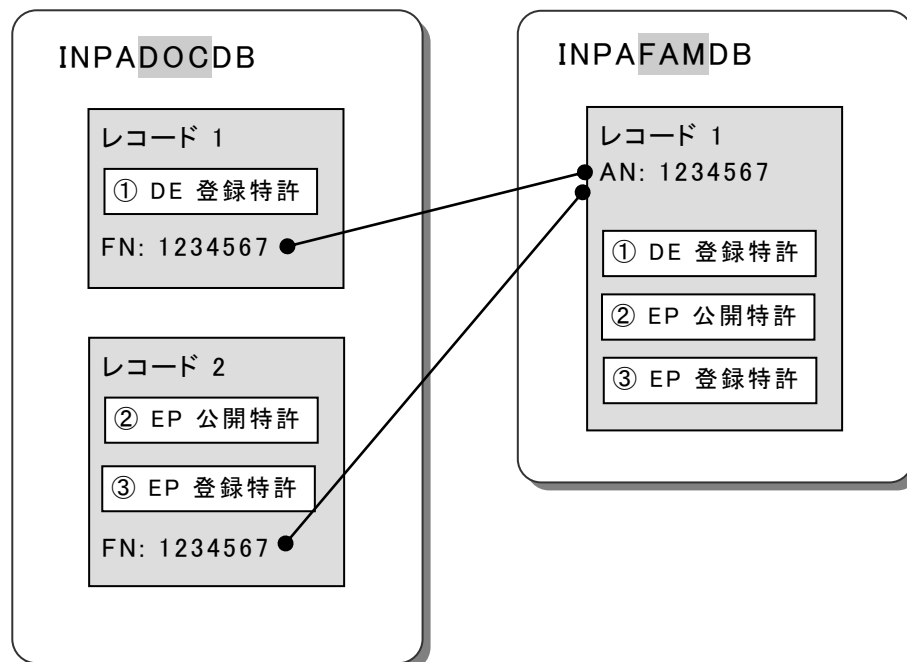 INPADOCDB
レコード 1
① DE 登録特許
FN: 1234567
レコード 2
② EP 公開特許
③ EP 登録特許
FN: 1234567
INPAFAMDB
レコード 1
AN: 1234567
① DE 登録特許
② EP 公開特許
③ EP 登録特許